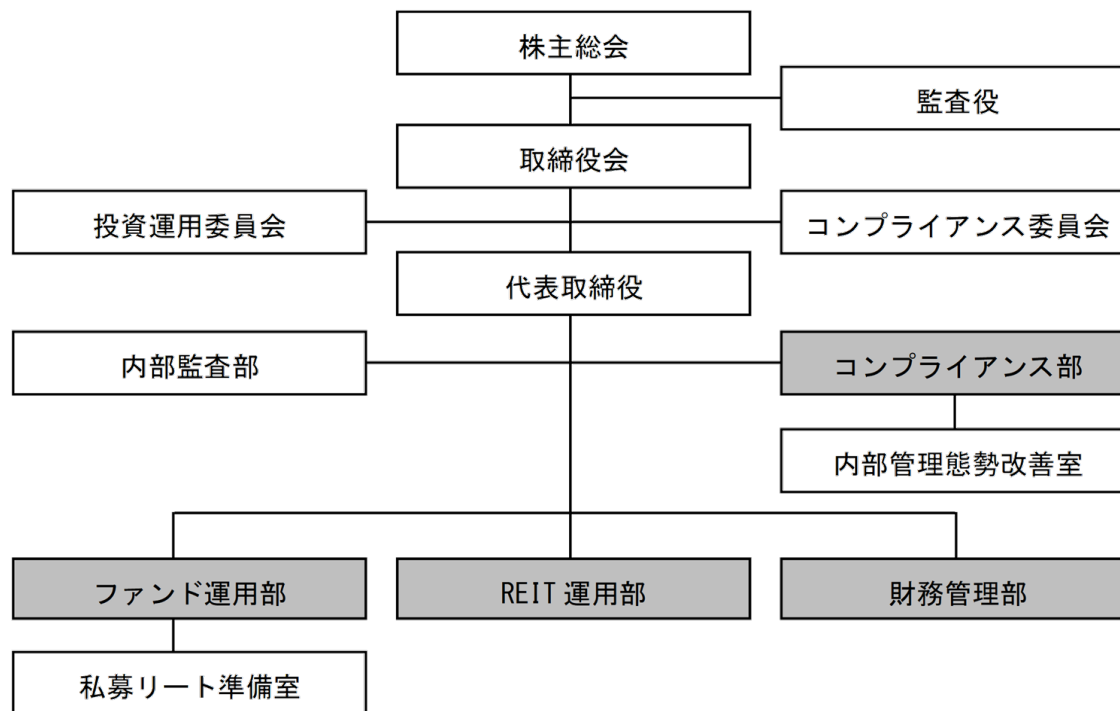 株主総会
監査役
取締役会
投資運用委員会
コンプライアンス委員会
代表取締役
内部監査部
コンプライアンス部
内部管理態勢改善室
ファンド運用部
REIT 運用部
財務管理部
私募リート準備室